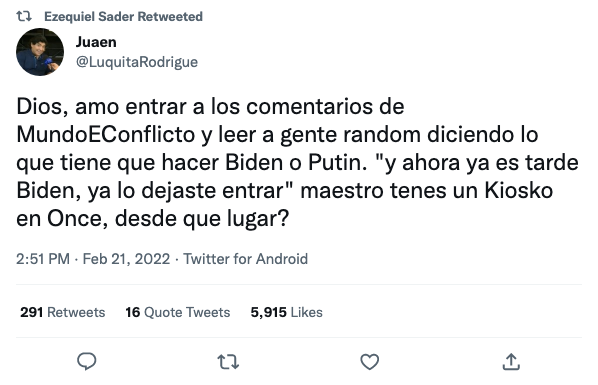 Ezequiel Sader Retweeted
Juaen
@LuquitaRodrigue
Dios, amo entrar a los comentarios de
MundoEConflicto y leer a gente random diciendo lo
que tiene que hacer Biden o Putin. "y ahora ya es tarde
Biden, ya lo dejaste entrar" maestro tenes un Kiosko
en Once, desde que lugar?
2:51 PM · Feb 21, 2022 · Twitter for Android
291 Retweets 16 Quote Tweets 5,915 Likes